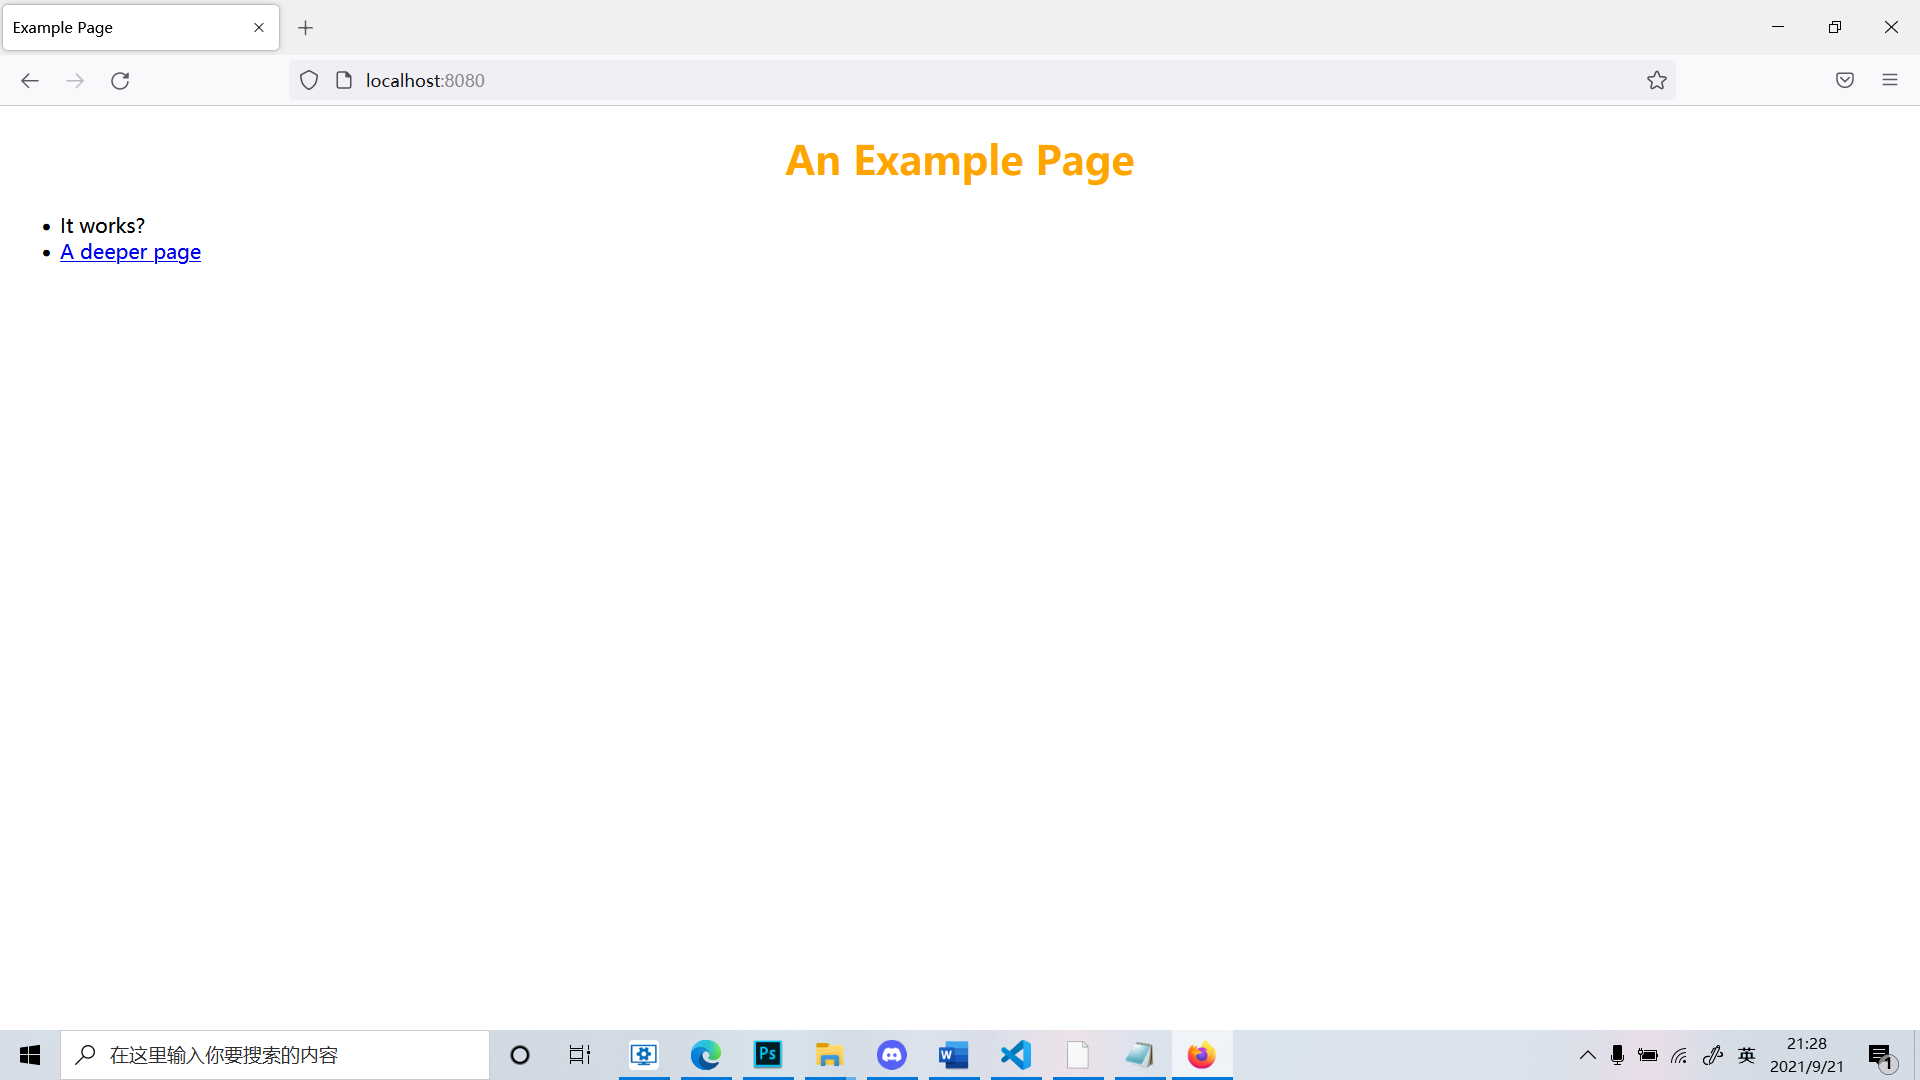 Example Page
localhost:8080
An Example Page
It works?
A deeper page
在这里输入你要搜索的内容
Ps
W
英
21:28
2021/9/21
1